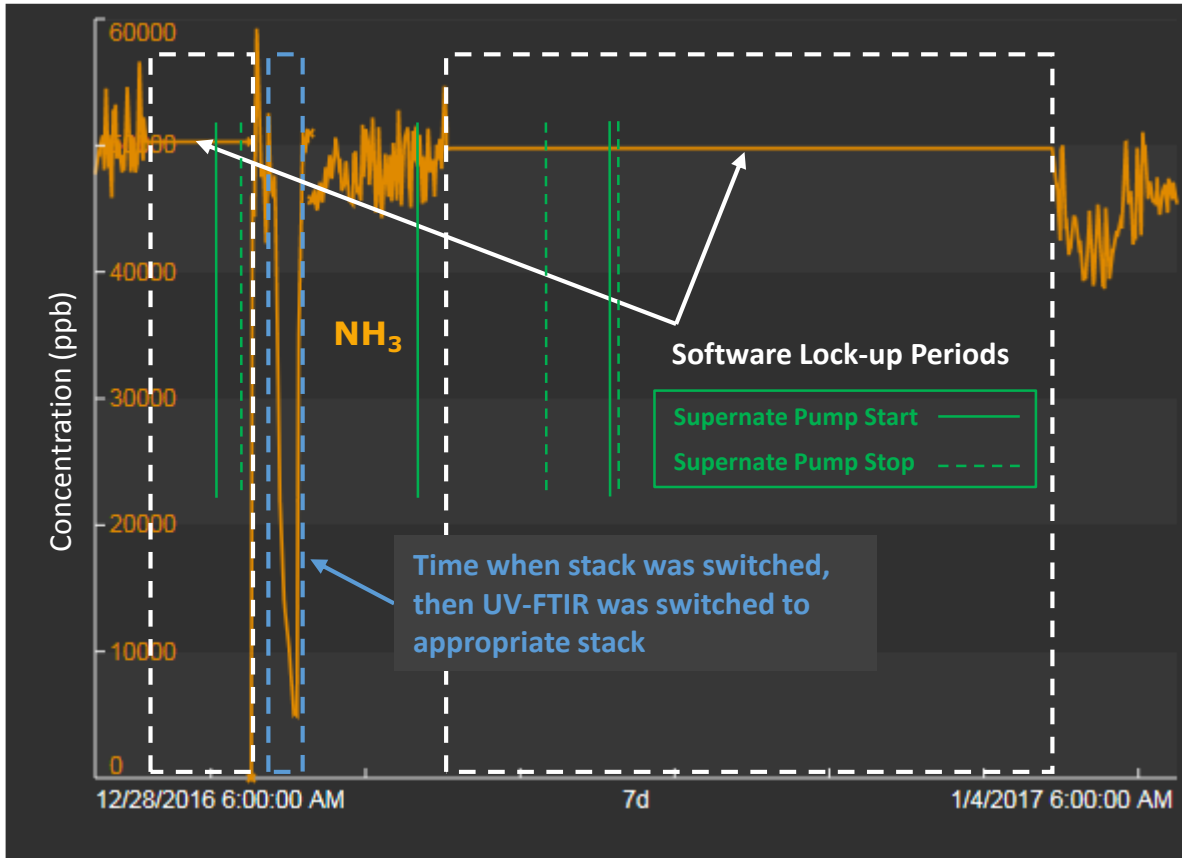 60000
50000
40000
30000
20000
10000
0
Concentration (ppb)
NH₃
Software Lock-up Periods
Supernate Pump Start
Supernate Pump Stop
Time when stack was switched,
then UV-FTIR was switched to
appropriate stack
12/28/2016 6:00:00 AM
7d
1/4/2017 6:00:00 AM